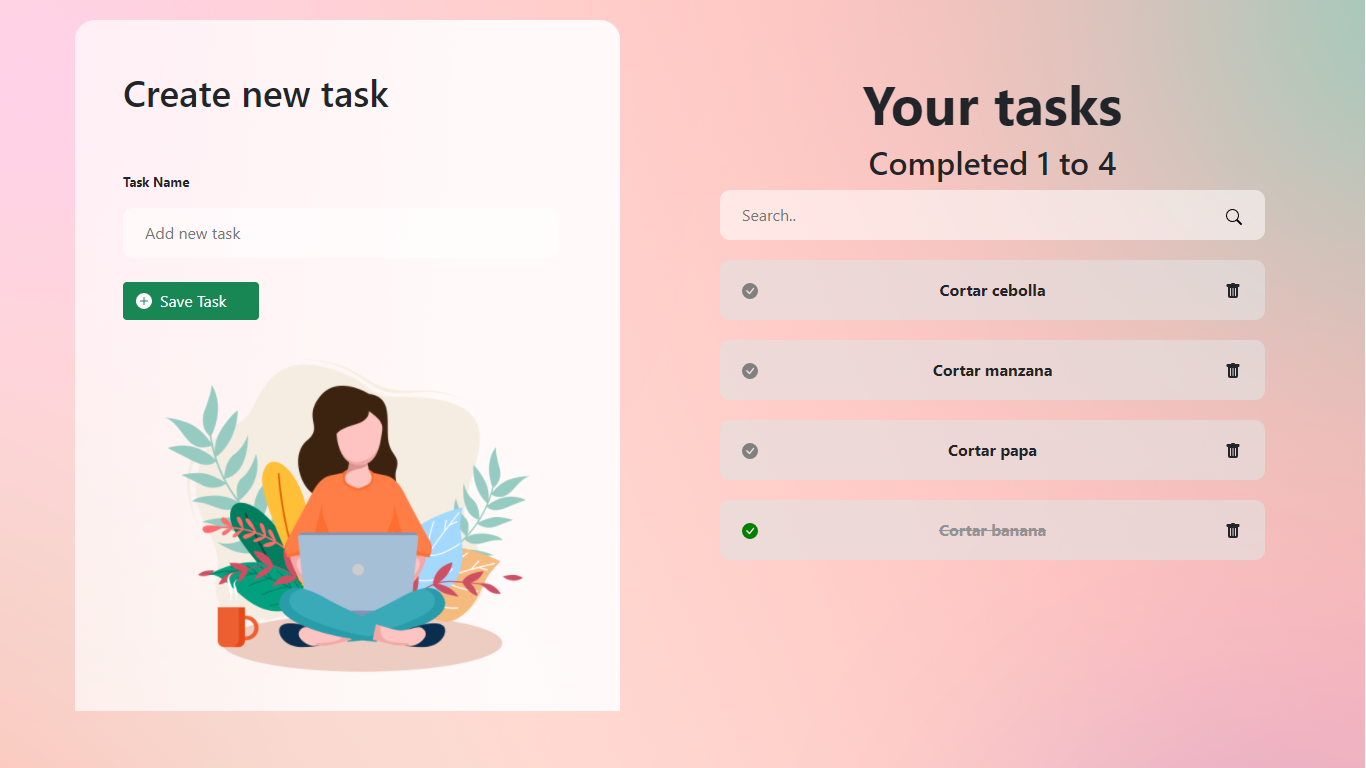 Create new task
Task Name
Add new task
Save Task
Your tasks
Completed 1 to 4
Search..
Cortar cebolla
Cortar manzana
Cortar papa
Cortar banana